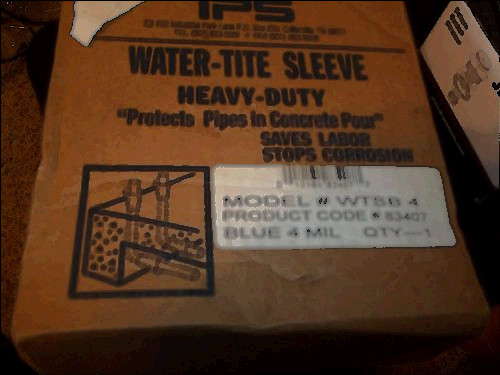 IPS
WATER-TITE SLEEVE
HEAVY-DUTY
"Protects Pipes in Concrete Pour"
SAVES LABOR
STOPS CORROSION
MODEL # WTSB 4
PRODUCT CODE # 83407
BLUE 4 MIL QTY—1